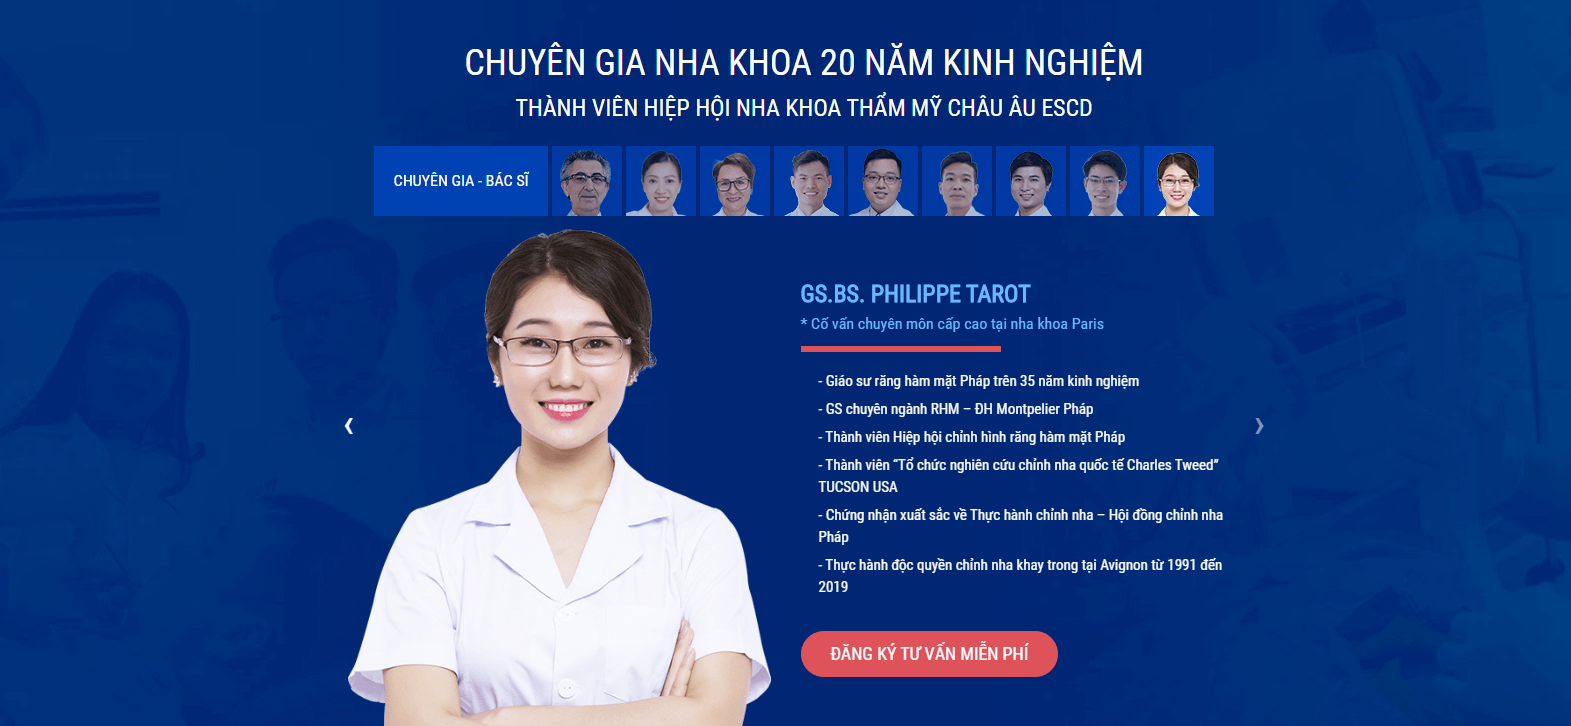 CHUYÊN GIA NHA KHOA 20 NĂM KINH NGHIỆM
THÀNH VIÊN HIỆP HỘI NHA KHOA THẨM MỸ CHÂU ÂU ESCD
CHUYÊN GIA - BÁC SĨ
GS.BS. PHILIPPE TAROT
* Cố vấn chuyên môn cấp cao tại nha khoa Paris
- Giáo sư răng hàm mặt Pháp trên 35 năm kinh nghiệm
- GS chuyên ngành RHM – ĐH Montpelier Pháp
- Thành viên Hiệp hội chỉnh hình răng hàm mặt Pháp
- Thành viên “Tổ chức nghiên cứu chỉnh nha quốc tế Charles Tweed”
TUCSON USA
- Chứng nhận xuất sắc về Thực hành chỉnh nha – Hội đồng chỉnh nha
Pháp
- Thực hành độc quyền chỉnh nha khay trong tại Avignon từ 1991 đến
2019
ĐĂNG KÝ TƯ VẤN MIỄN PHÍ